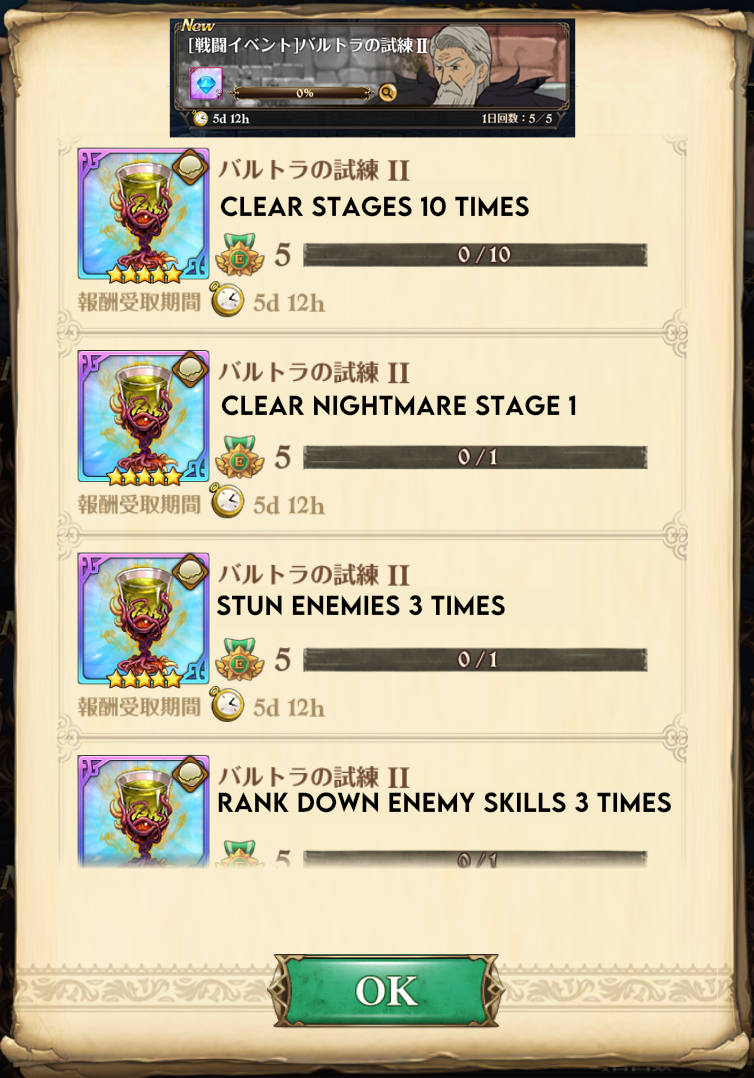 New
[戦闘イベント]バルトラの試練Ⅱ
0%
5d 12h
1日回数：5/5
バルトラの試練 II
CLEAR STAGES 10 TIMES
E
5
0/10
報酬受取期間
5d 12h
バルトラの試練 II
CLEAR NIGHTMARE STAGE 1
E
5
0/1
報酬受取期間
5d 12h
バルトラの試練 II
STUN ENEMIES 3 TIMES
E
5
0/1
報酬受取期間
5d 12h
バルトラの試練 II
RANK DOWN ENEMY SKILLS 3 TIMES
5
0/1
OK